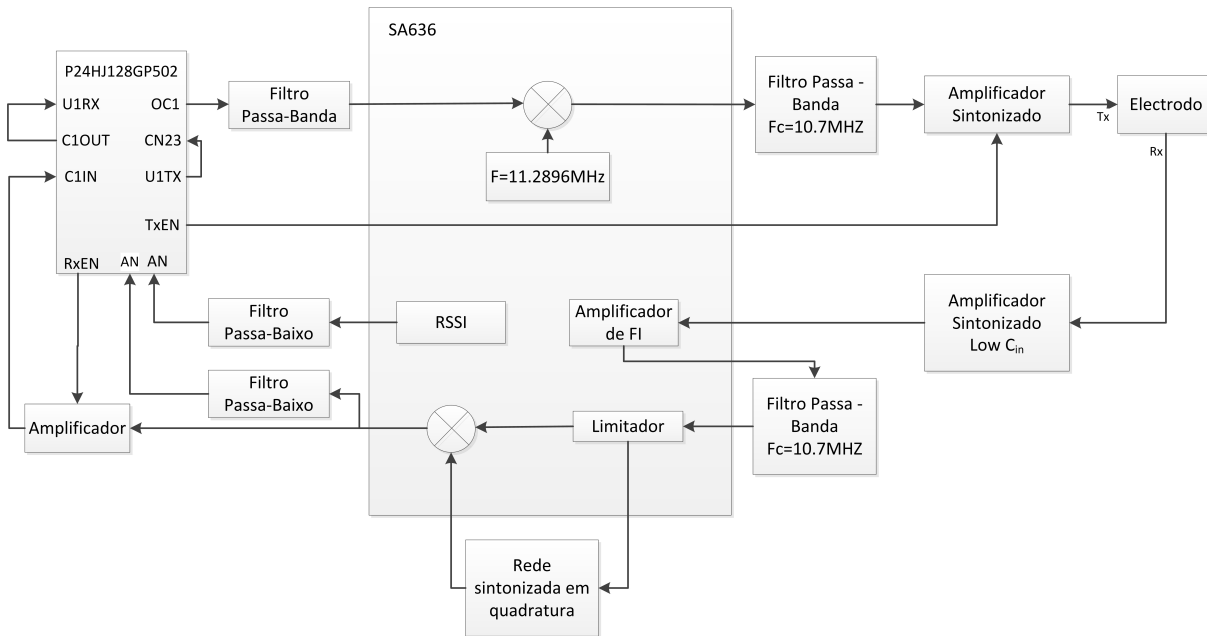 SA636
P24HJ128GP502
U1RX
OC1
C1OUT
CN23
C1IN
U1TX
TxEN
RxEN
AN
AN
Filtro
Passa-Banda
F=11.2896MHz
Filtro Passa -
Banda
Fc=10.7MHZ
Amplificador
Sintonizado
Tx
Electrodo
Rx
Filtro
Passa-Baixo
RSSI
Amplificador
de FI
Amplificador
Sintonizado
Low Cin
Filtro
Passa-Baixo
Amplificador
Limitador
Filtro Passa -
Banda
Fc=10.7MHZ
Rede
sintonizada em
quadratura